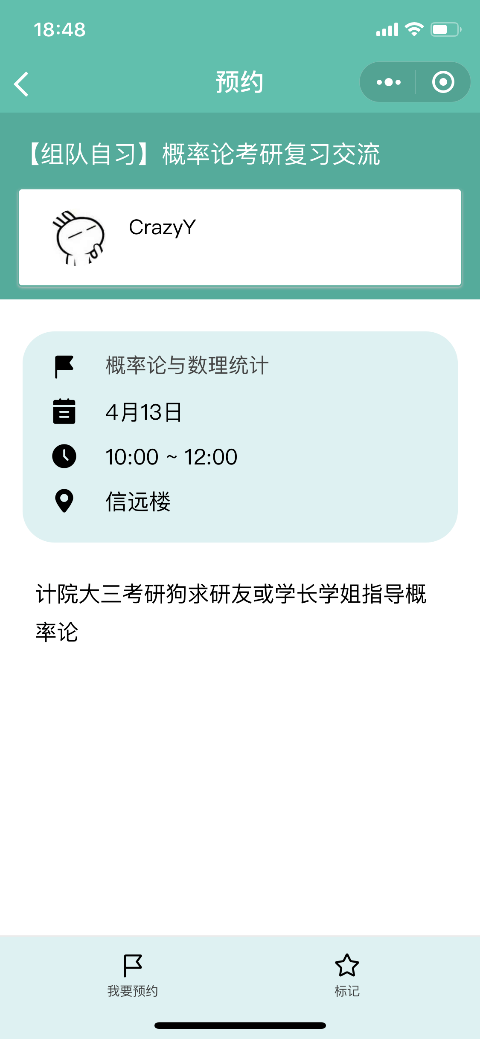 18:48
预约
【组队自习】概率论考研复习交流
CrazyY
概率论与数理统计
4月13日
10:00 ~ 12:00
信远楼
计院大三考研狗求研友或学长学姐指导概
率论
我要预约
标记